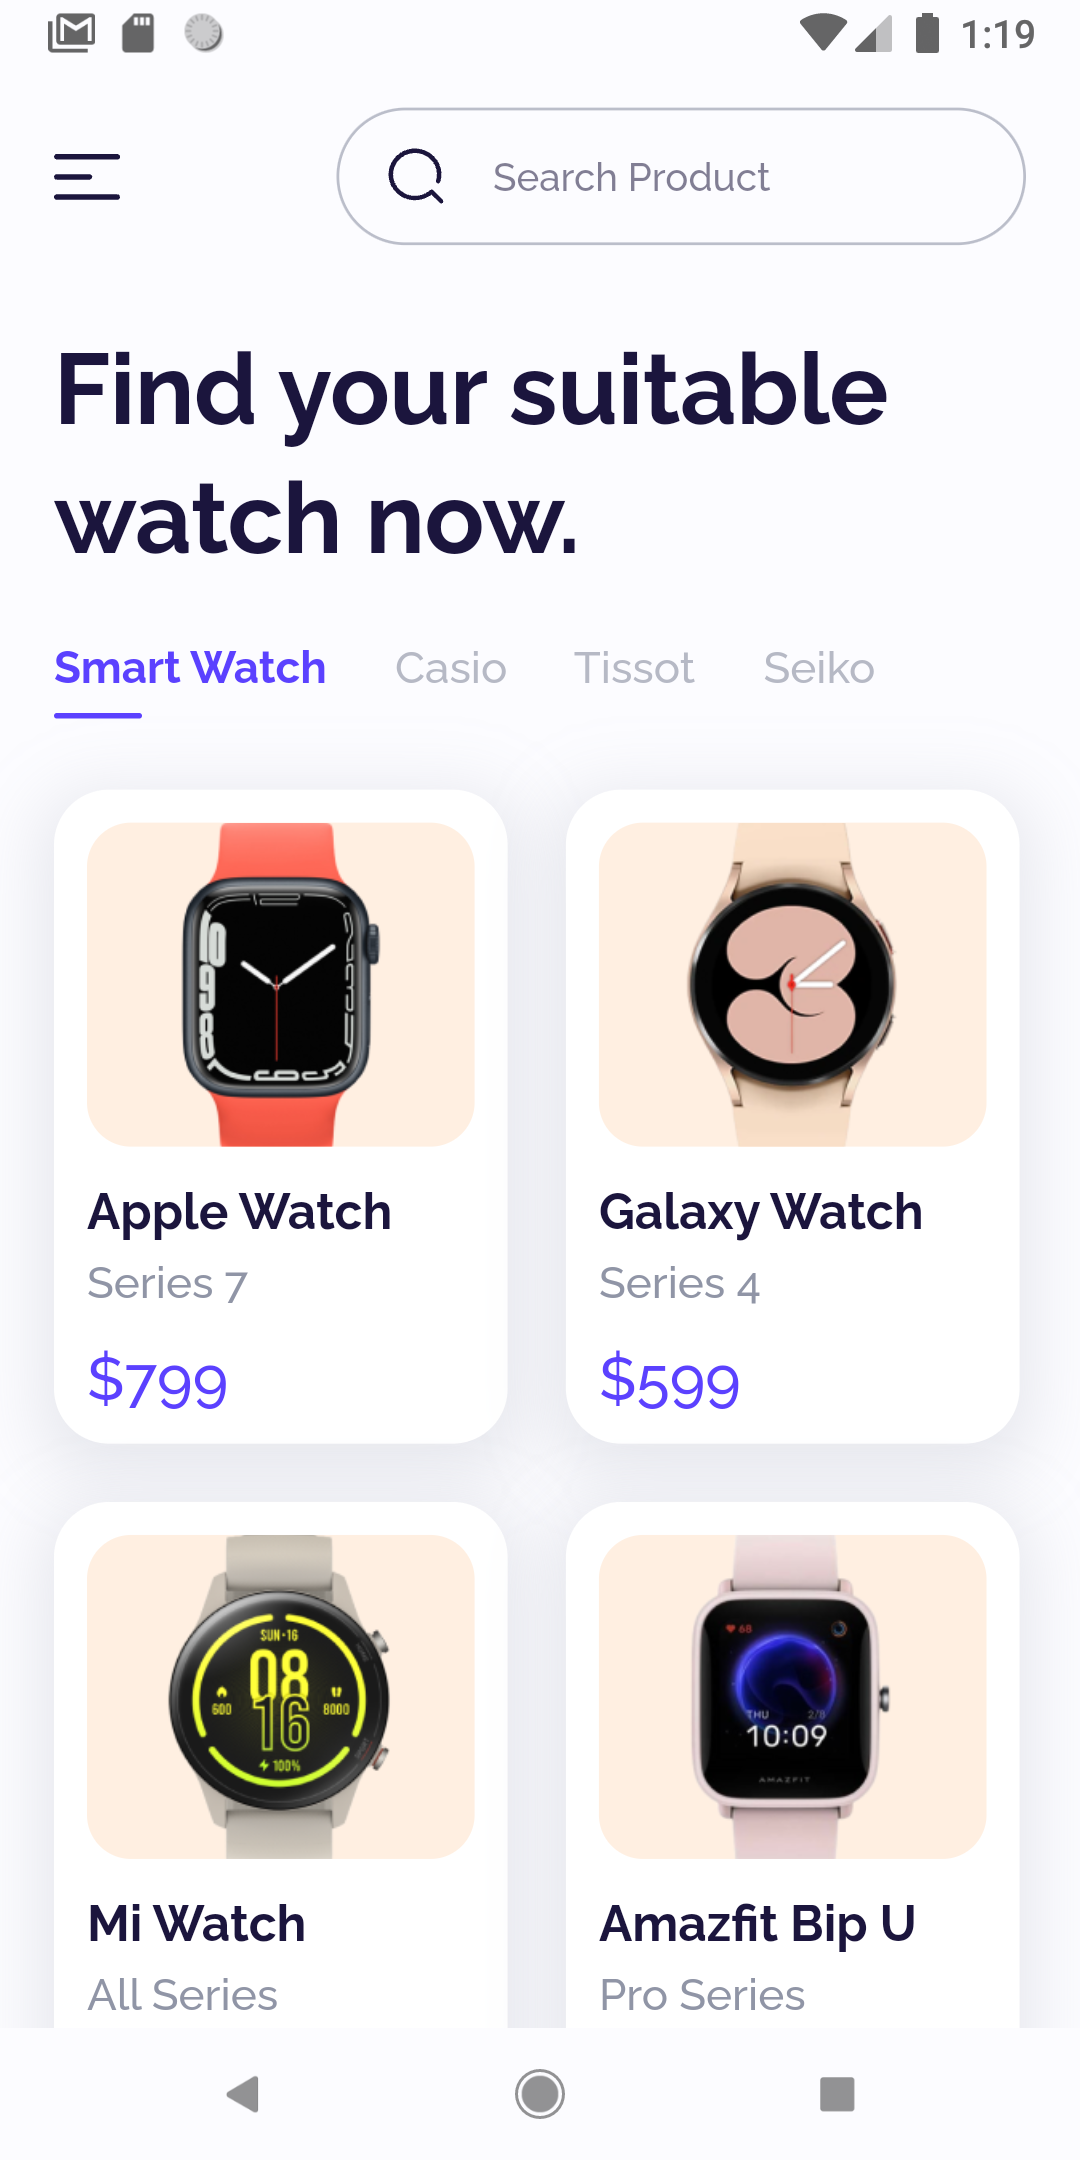 1:19
Search Product
Find your suitable
watch now.
Smart Watch Casio Tissot Seiko
Apple Watch
Series 7
$799
Galaxy Watch
Series 4
$599
SUN•16
08
600 16 8000
100%
Mi Watch
All Series
68
THU 2/8
10:09
AMAZFIT
Amazfit Bip U
Pro Series